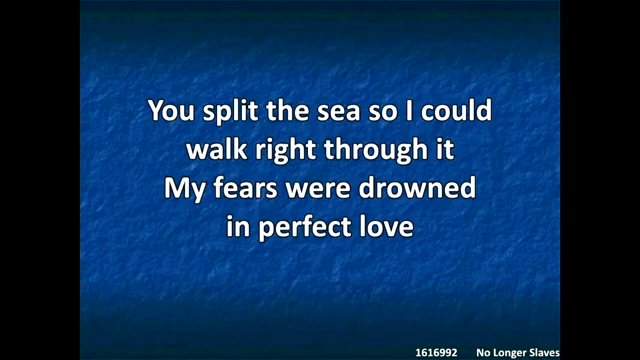 You split the sea so I could
walk right through it
My fears were drowned
in perfect love
1616992 No Longer Slaves